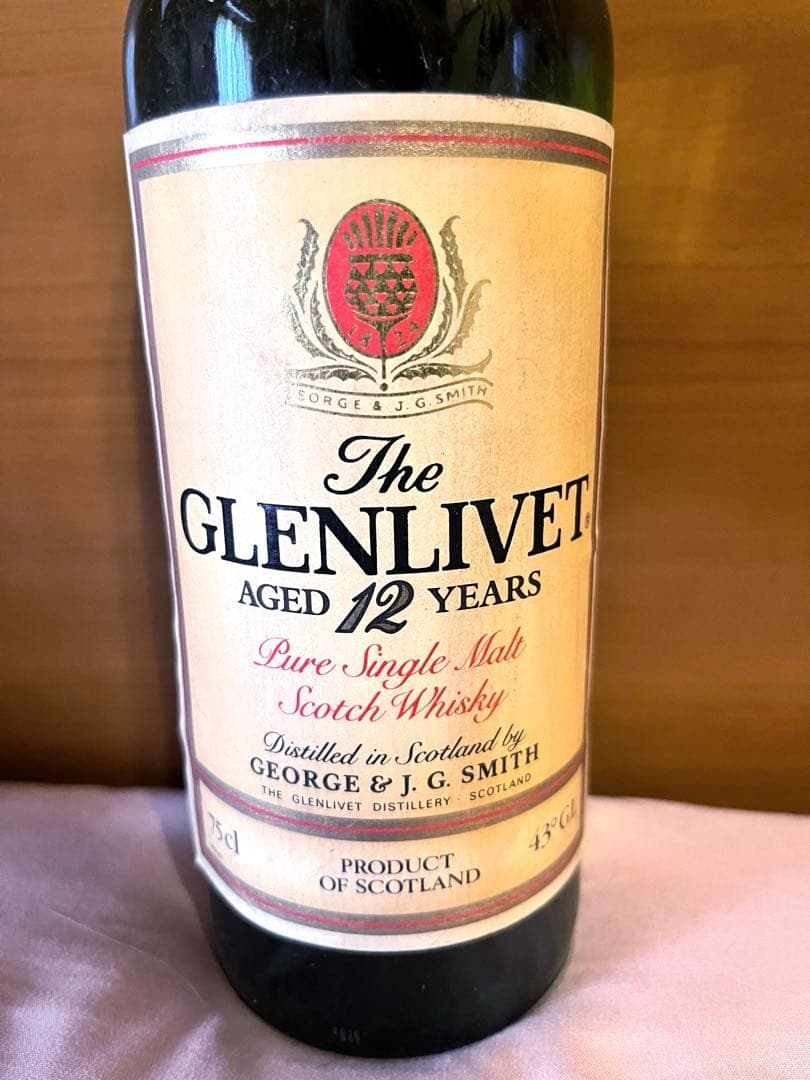 1824
GEORGE & J. G. SMITH
The
GLENLIVET®
AGED 12 YEARS
Pure Single Malt
Scotch Whisky
Distilled in Scotland by
GEORGE & J. G. SMITH
THE GLENLIVET DISTILLERY · SCOTLAND
75cl
43° GL
PRODUCT
OF SCOTLAND